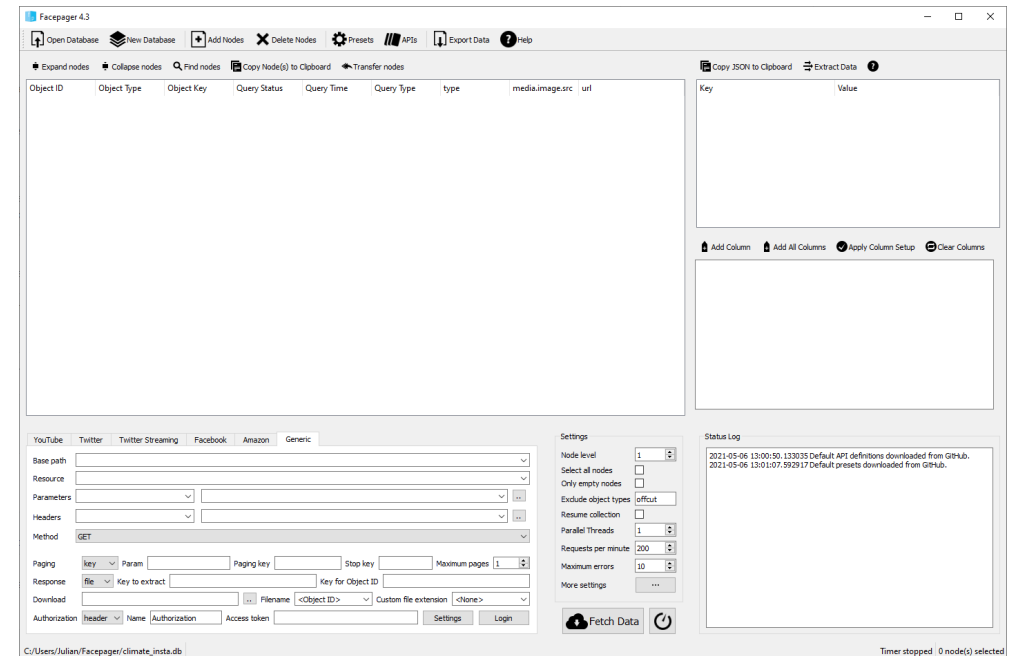 Facepager 4.3
Open Database New Database Add Nodes Delete Nodes Presets APIs Export Data Help
Expand nodes Collapse nodes Find nodes Copy Node(s) to Clipboard Transfer nodes
Object ID Object Type Object Key Query Status Query Time Query Type type media.image.src url
Copy JSON to Clipboard Extract Data
Key Value
Add Column Add All Columns Apply Column Setup Clear Columns
YouTube Twitter Twitter Streaming Facebook Amazon Generic
Base path
Resource
Parameters ..
Headers ..
Method GET
Paging key Param Paging key Stop key Maximum pages 1
Response file Key to extract Key for Object ID
Download .. Filename <Object ID> Custom file extension <None>
Authorization header Name Authorization Access token Settings Login
Settings
Node level 1
Select all nodes
Only empty nodes
Exclude object types offcut
Resume collection
Parallel Threads 1
Requests per minute 200
Maximum errors 10
More settings ...
Fetch Data
Status Log
2021-05-06 13:00:50.133035 Default API definitions downloaded from GitHub.
2021-05-06 13:01:07.592917 Default presets downloaded from GitHub.
C:/Users/Julian/Facepager/climate_insta.db
Timer stopped 0 node(s) selected